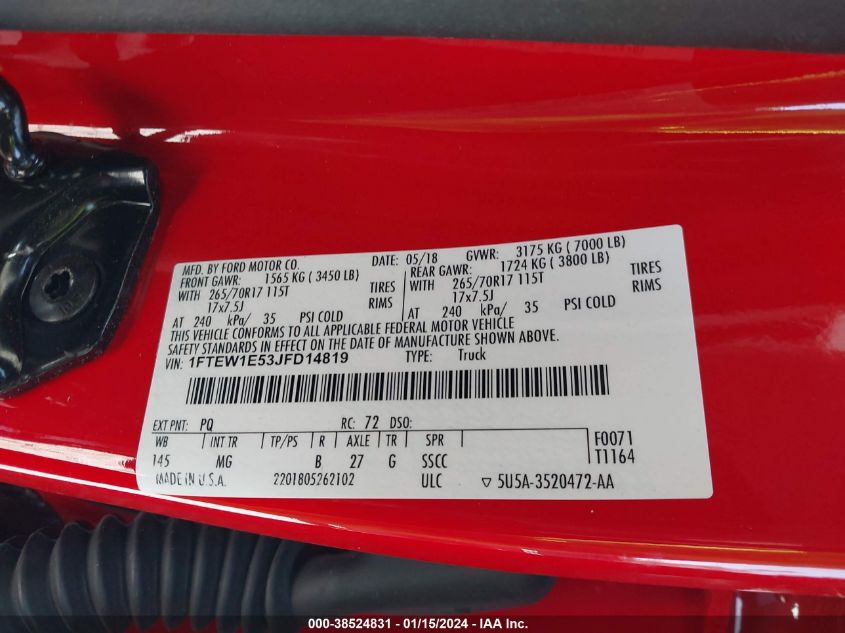 MFD. BY FORD MOTOR CO. DATE: 05/18 GVWR: 3175 KG ( 7000 LB)
FRONT GAWR: 1565 KG ( 3450 LB) REAR GAWR: 1724 KG ( 3800 LB)
WITH 265/70R17 115T TIRES WITH 265/70R17 115T TIRES
17x7.5J RIMS 17x7.5J RIMS
AT 240 kPa/ 35 PSI COLD AT 240 kPa/ 35 PSI COLD
THIS VEHICLE CONFORMS TO ALL APPLICABLE FEDERAL MOTOR VEHICLE
SAFETY STANDARDS IN EFFECT ON THE DATE OF MANUFACTURE SHOWN ABOVE.
VIN: 1FTEW1E53JFD14819 TYPE: Truck
EXT PNT: PQ RC: 72 DSO: F0071
WB INT TR TP/PS R AXLE TR SPR T1164
145 MG B 27 G SSCC
MADE IN U.S.A. 2201805262102 ULC ▽ 5U5A-3520472-AA
000-38524831 - 01/15/2024 - IAA Inc.